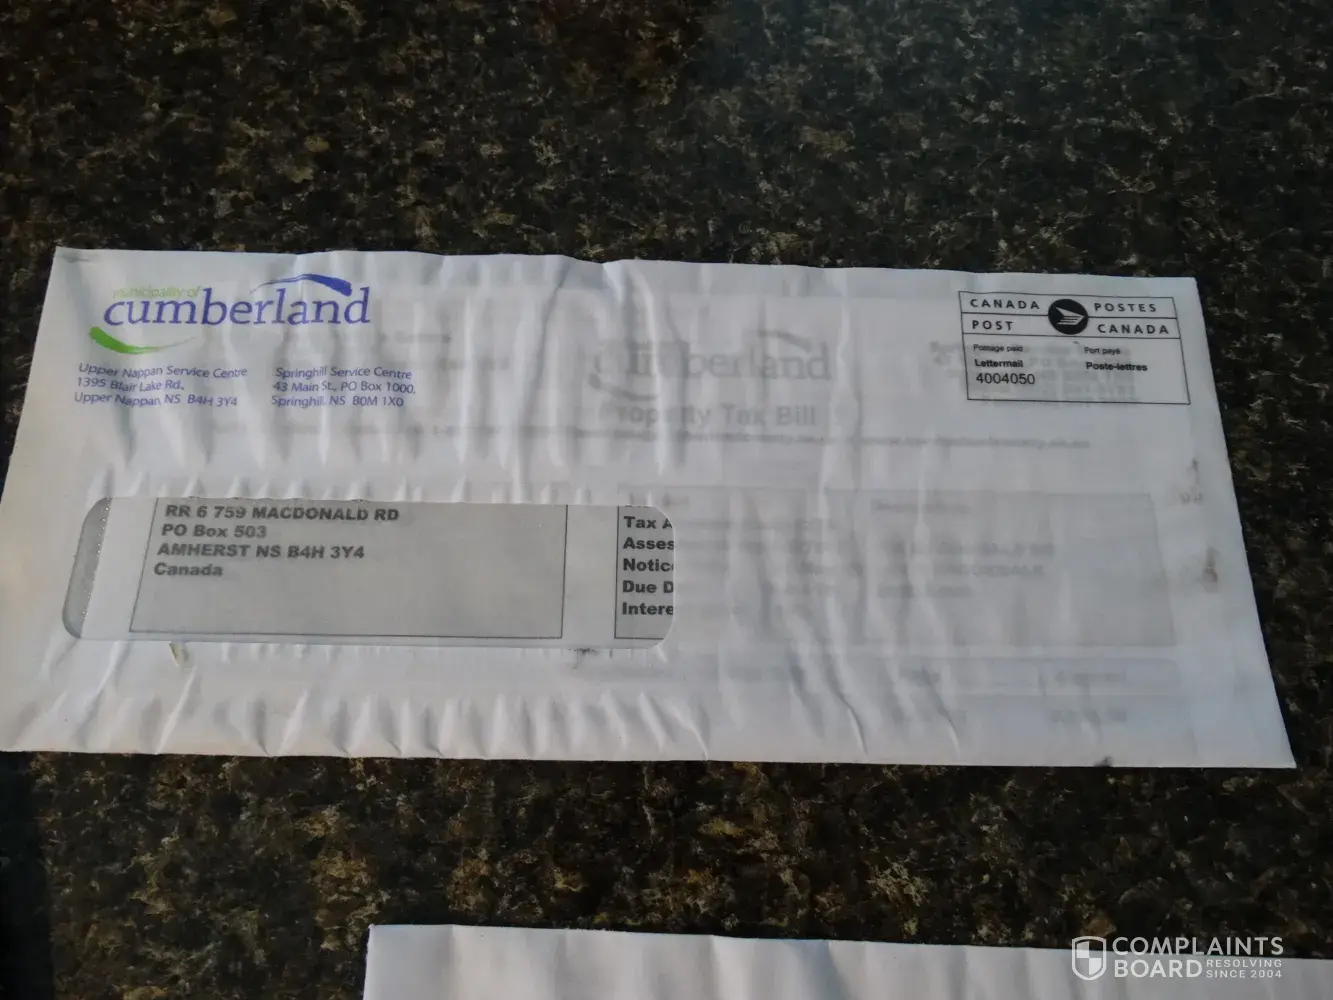 municipality of
cumberland
Upper Nappan Service Centre
1395 Blair Lake Rd.,
Upper Nappan, NS B4H 3Y4
Springhill Service Centre
43 Main St., PO Box 1000,
Springhill, NS B0M 1X0
CANADA POSTES
POST CANADA
Postage paid Port payé
Lettermail Poste-lettres
4004050
cumberland
Property Tax Bill
RR 6 759 MACDONALD RD
PO Box 503
AMHERST NS B4H 3Y4
Canada
Tax A
Asses
Notic
Due D
Intere
COMPLAINTS
BOARD RESOLVING
SINCE 2004